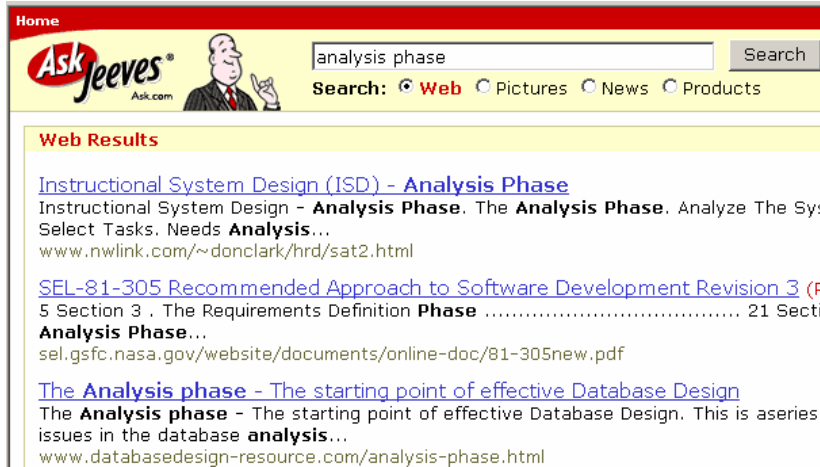 Home
Ask Jeeves®
Ask.com
analysis phase
Search
Search: Web Pictures News Products
Web Results
Instructional System Design (ISD) - Analysis Phase
Instructional System Design - Analysis Phase. The Analysis Phase. Analyze The
Select Tasks. Needs Analysis...
www.nwlink.com/~donclark/hrd/sat2.html
SEL-81-305 Recommended Approach to Software Development Revision 3
5 Section 3 . The Requirements Definition Phase ..................................... 21
Analysis Phase...
sel.gsfc.nasa.gov/website/documents/online-doc/81-305new.pdf
The Analysis phase - The starting point of effective Database Design
The Analysis phase - The starting point of effective Database Design. This is aseries
issues in the database analysis...
www.databasedesign-resource.com/analysis-phase.html